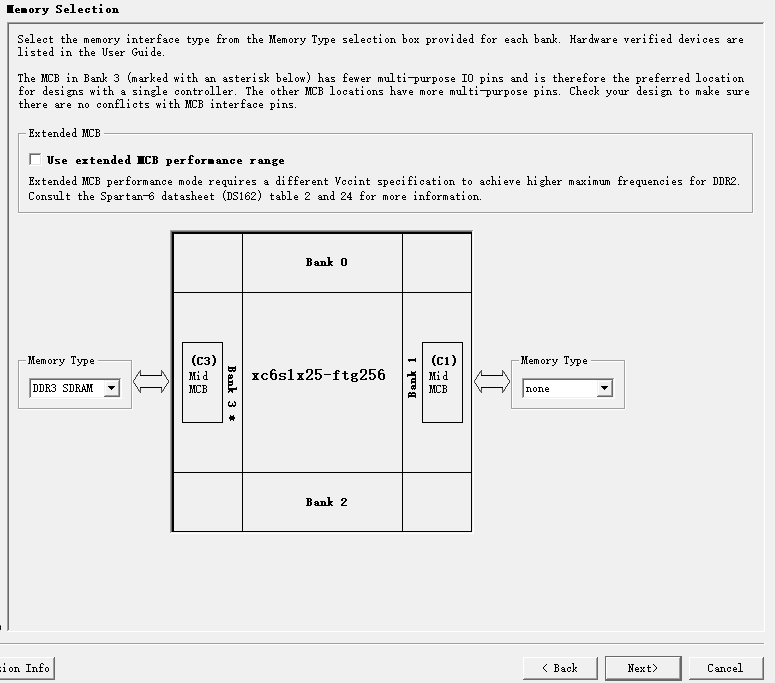 Memory Selection
Select the memory interface type from the Memory Type selection box provided for each bank. Hardware verified devices are
listed in the User Guide.
The MCB in Bank 3 (marked with an asterisk below) has fewer multi-purpose IO pins and is therefore the preferred location
for designs with a single controller. The other MCB locations have more multi-purpose pins. Check your design to make sure
there are no conflicts with MCB interface pins.
Extended MCB
Use extended MCB performance range
Extended MCB performance mode requires a different Vccint specification to achieve higher maximum frequencies for DDR2.
Consult the Spartan-6 datasheet (DS162) table 2 and 24 for more information.
Bank 0
Memory Type
DDR3 SDRAM
(C3)
Mid
MCB
Bank 3 *
xc6slx25-ftg256
Bank 1
(C1)
Mid
MCB
Memory Type
none
Bank 2
ion Info
< Back
Next>
Cancel